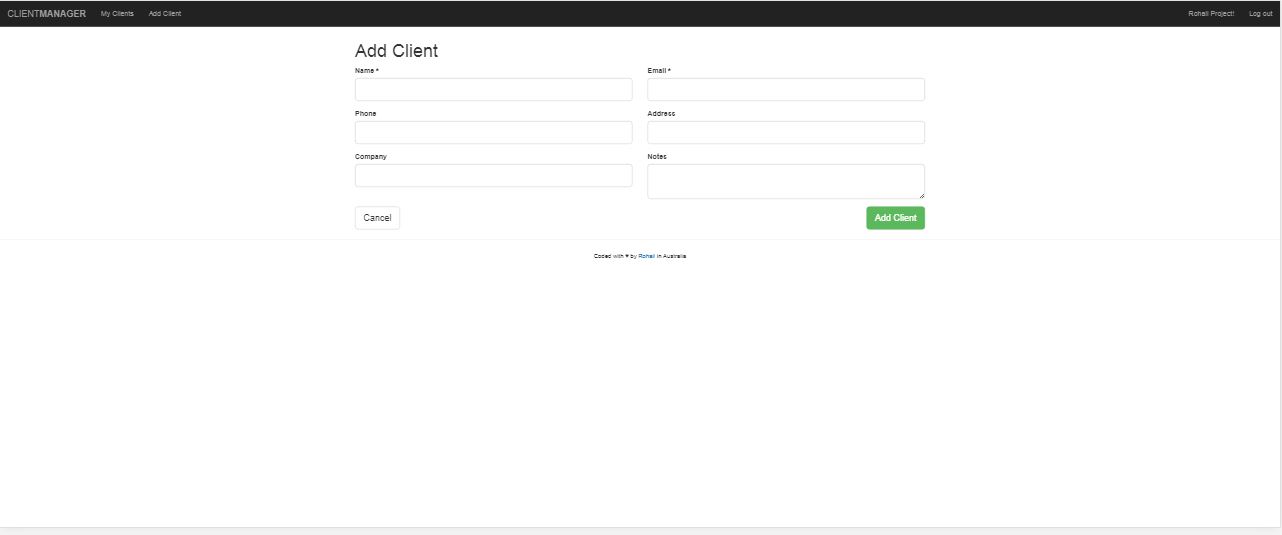 CLIENTMANAGER My Clients Add Client Rohail Project! Log out
Add Client
Name * Email *
Phone Address
Company Notes
Cancel Add Client
Coded with ♥ by Rohail in Australia